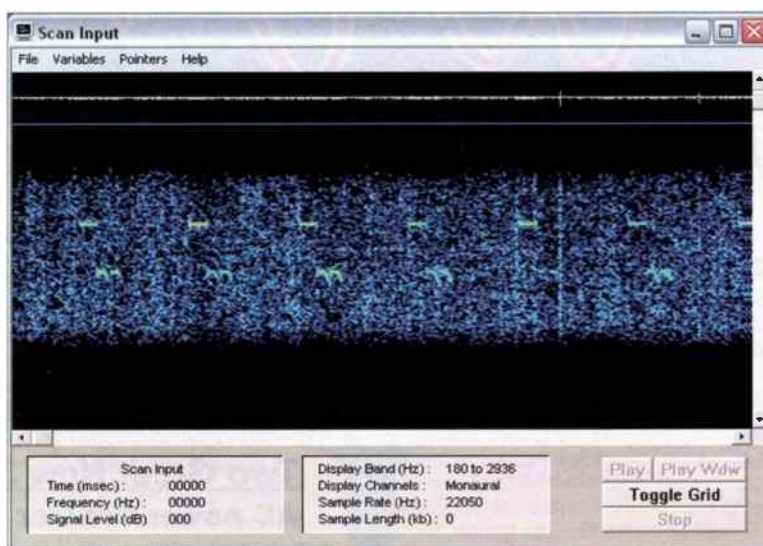 Scan Input
File Variables Pointers Help
Scan Input
Time (msec) : 00000
Frequency (Hz) : 00000
Signal Level (dB) 000
Display Band (Hz) : 180 to 2936
Display Channels : Monaural
Sample Rate (Hz) : 22050
Sample Length (kb) : 0
Play Play Wdw
Toggle Grid
Stop